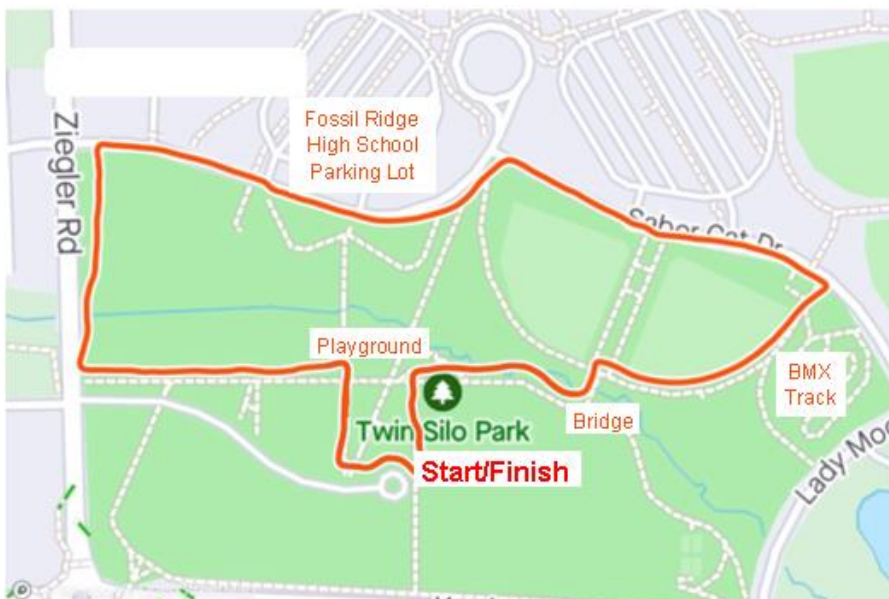 Ziegler Rd
Fossil Ridge
High School
Parking Lot
Playground
BMX
Track
Bridge
Twin Silo Park
Start/Finish